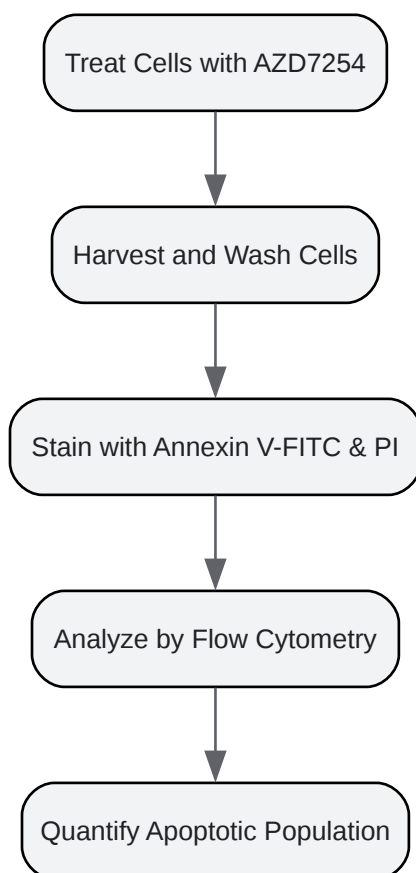 Treat Cells with AZD7254
Harvest and Wash Cells
Stain with Annexin V-FITC & PI
Analyze by Flow Cytometry
Quantify Apoptotic Population